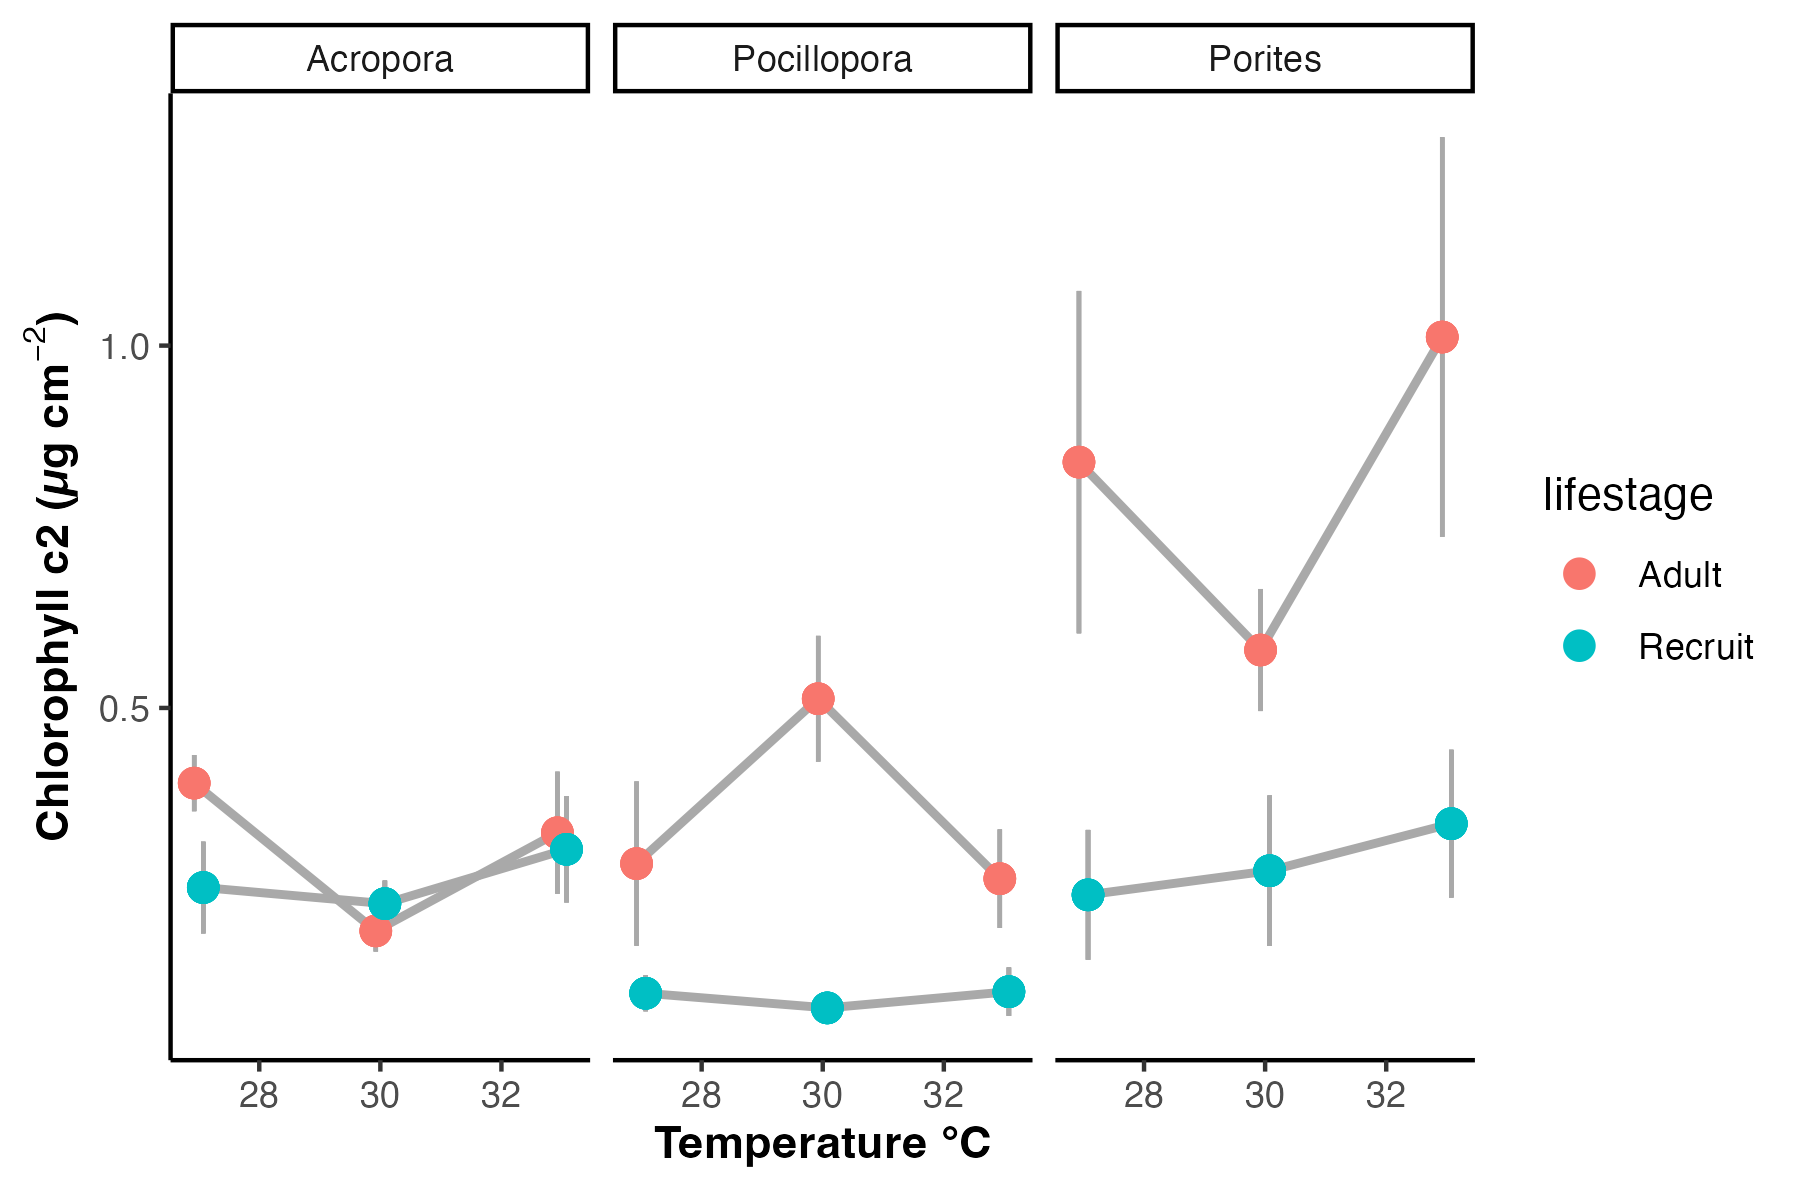 Acropora
Pocillopora
Porites
Chlorophyll c2 (µg cm⁻²)
1.0
0.5
28 30 32 28 30 32 28 30 32
Temperature °C
lifestage
Adult
Recruit